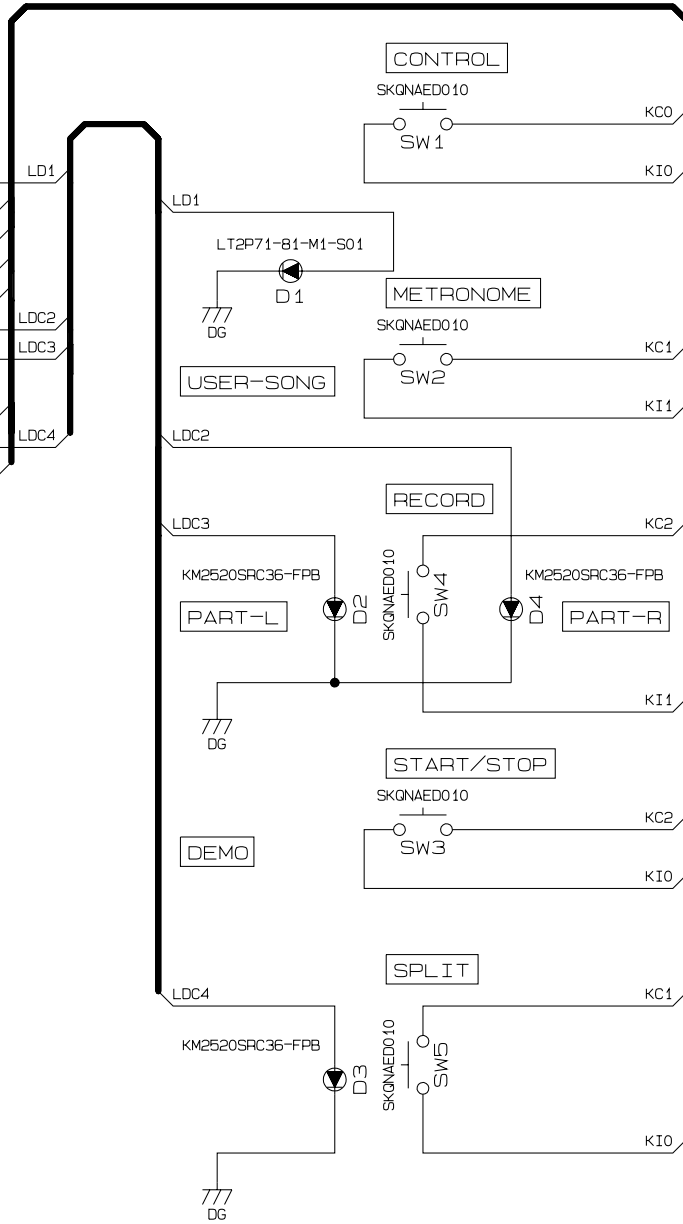 CONTROL
SKQNAED010
KC0
SW1
LD1
KI0
LD1
LT2P71-81-M1-S01
D1
METRONOME
DG
LDC2
SKQNAED010
LDC3
KC1
USER-SONG
SW2
KI1
LDC4
LDC2
RECORD
LDC3
KC2
KM2520SRC36-FPB
SKQNAED010
SW4
KM2520SRC36-FPB
PART-L
D2
D4
PART-R
KI1
DG
START/STOP
SKQNAED010
KC2
DEMO
SW3
KI0
SPLIT
LDC4
KC1
KM2520SRC36-FPB
SKQNAED010
SW5
D3
KI0
DG